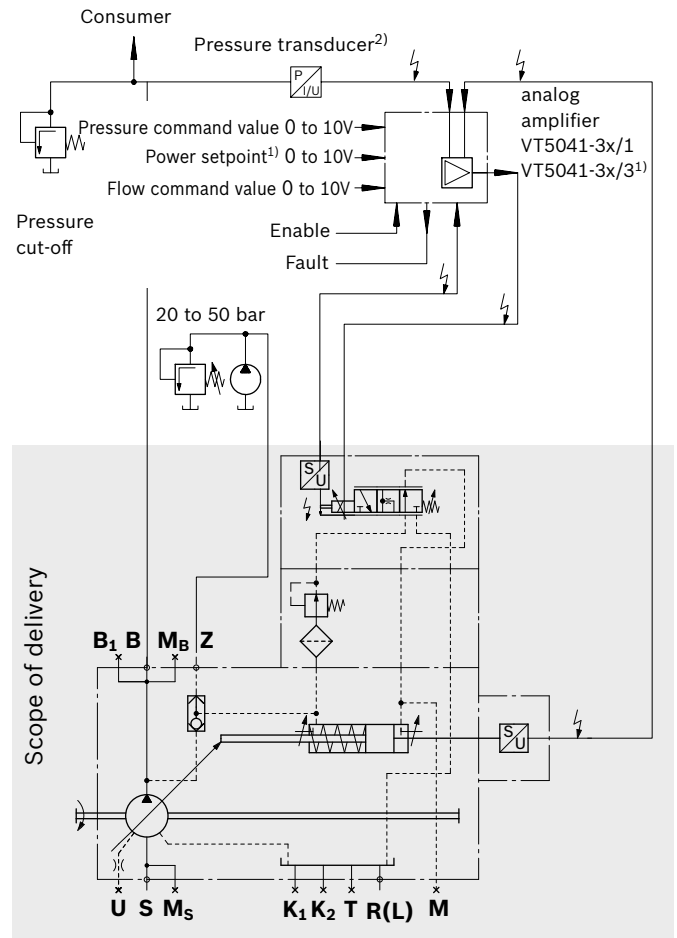 Consumer
Pressure transducer2)
P
I/U
analog
amplifier
VT5041-3x/1
VT5041-3x/31)
Pressure command value 0 to 10V
Power setpoint1) 0 to 10V
Flow command value 0 to 10V
Pressure
cut-off
Enable
Fault
20 to 50 bar
S
U
Scope of delivery
B1 B MB Z
S
U
U S MS K1 K2 T R(L) M